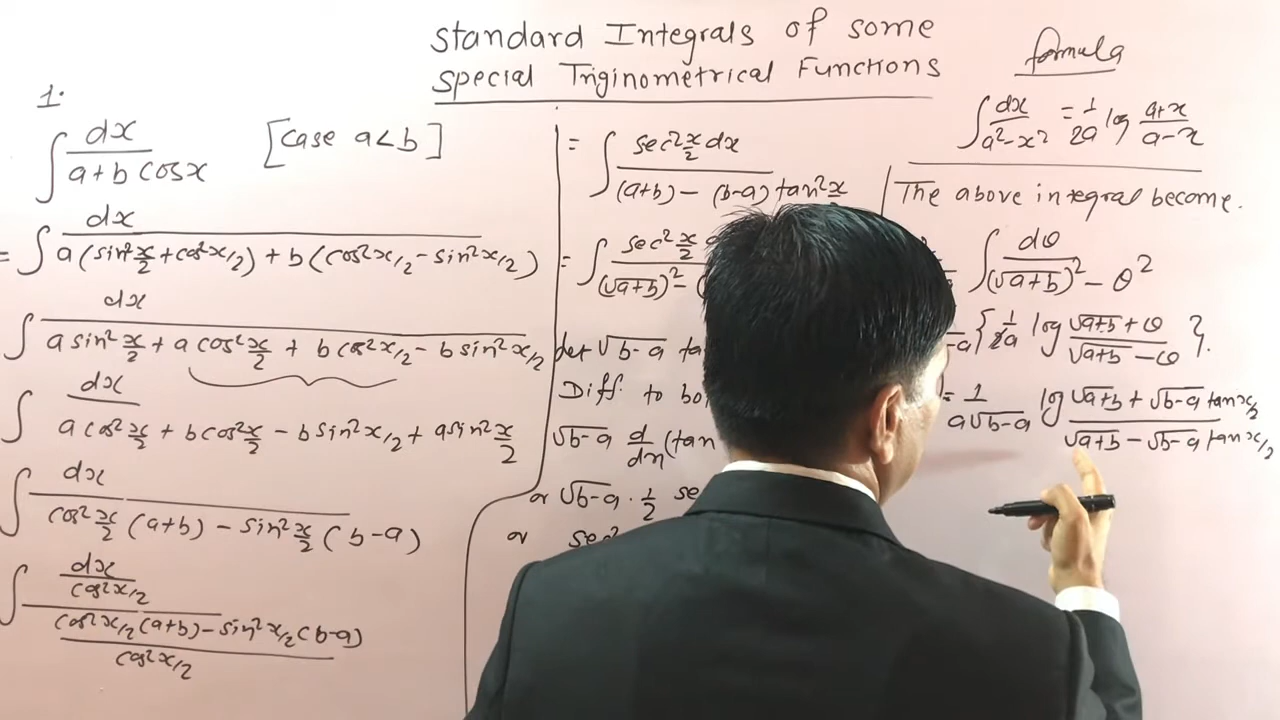 Standard Integrals of some
Special Triginometrical Functions
1.
∫ dx / (a+b cosx) [Case a<b]
= ∫ dx / (a(sin²x/2+cos²x/2) + b(cos²x/2-sin²x/2))
∫ dx / (a sin²x/2 + a cos²x/2 + b cos²x/2 - b sin²x/2)
∫ dx / (a cos²x/2 + b cos²x/2 - b sin²x/2 + a sin²x/2)
∫ dx / (cos²x/2 (a+b) - sin²x/2 (b-a))
∫ (dx / cos²x/2) / ((cos²x/2(a+b)-sin²x/2(b-a)) / cos²x/2)
= ∫ sec²x/2 dx / ((a+b) - (b-a) tan²x
= ∫ sec²x/2 / ((√a+b)² -
let √b-a
Diff. to
√b-a d/dx (tan
or √b-a . 1/2
or
formula
∫ dx / (a²-x²) = 1/2a log (a+x)/(a-x)
The above integral become.
∫ dθ / ((√a+b)² - θ²)
-a { 1/2a log (√a+b + θ)/(√a+b - θ) }.
= 1/(a√b-a) log (√a+b + √b-a tan x/2)/(√a+b - √b-a tan x/2)